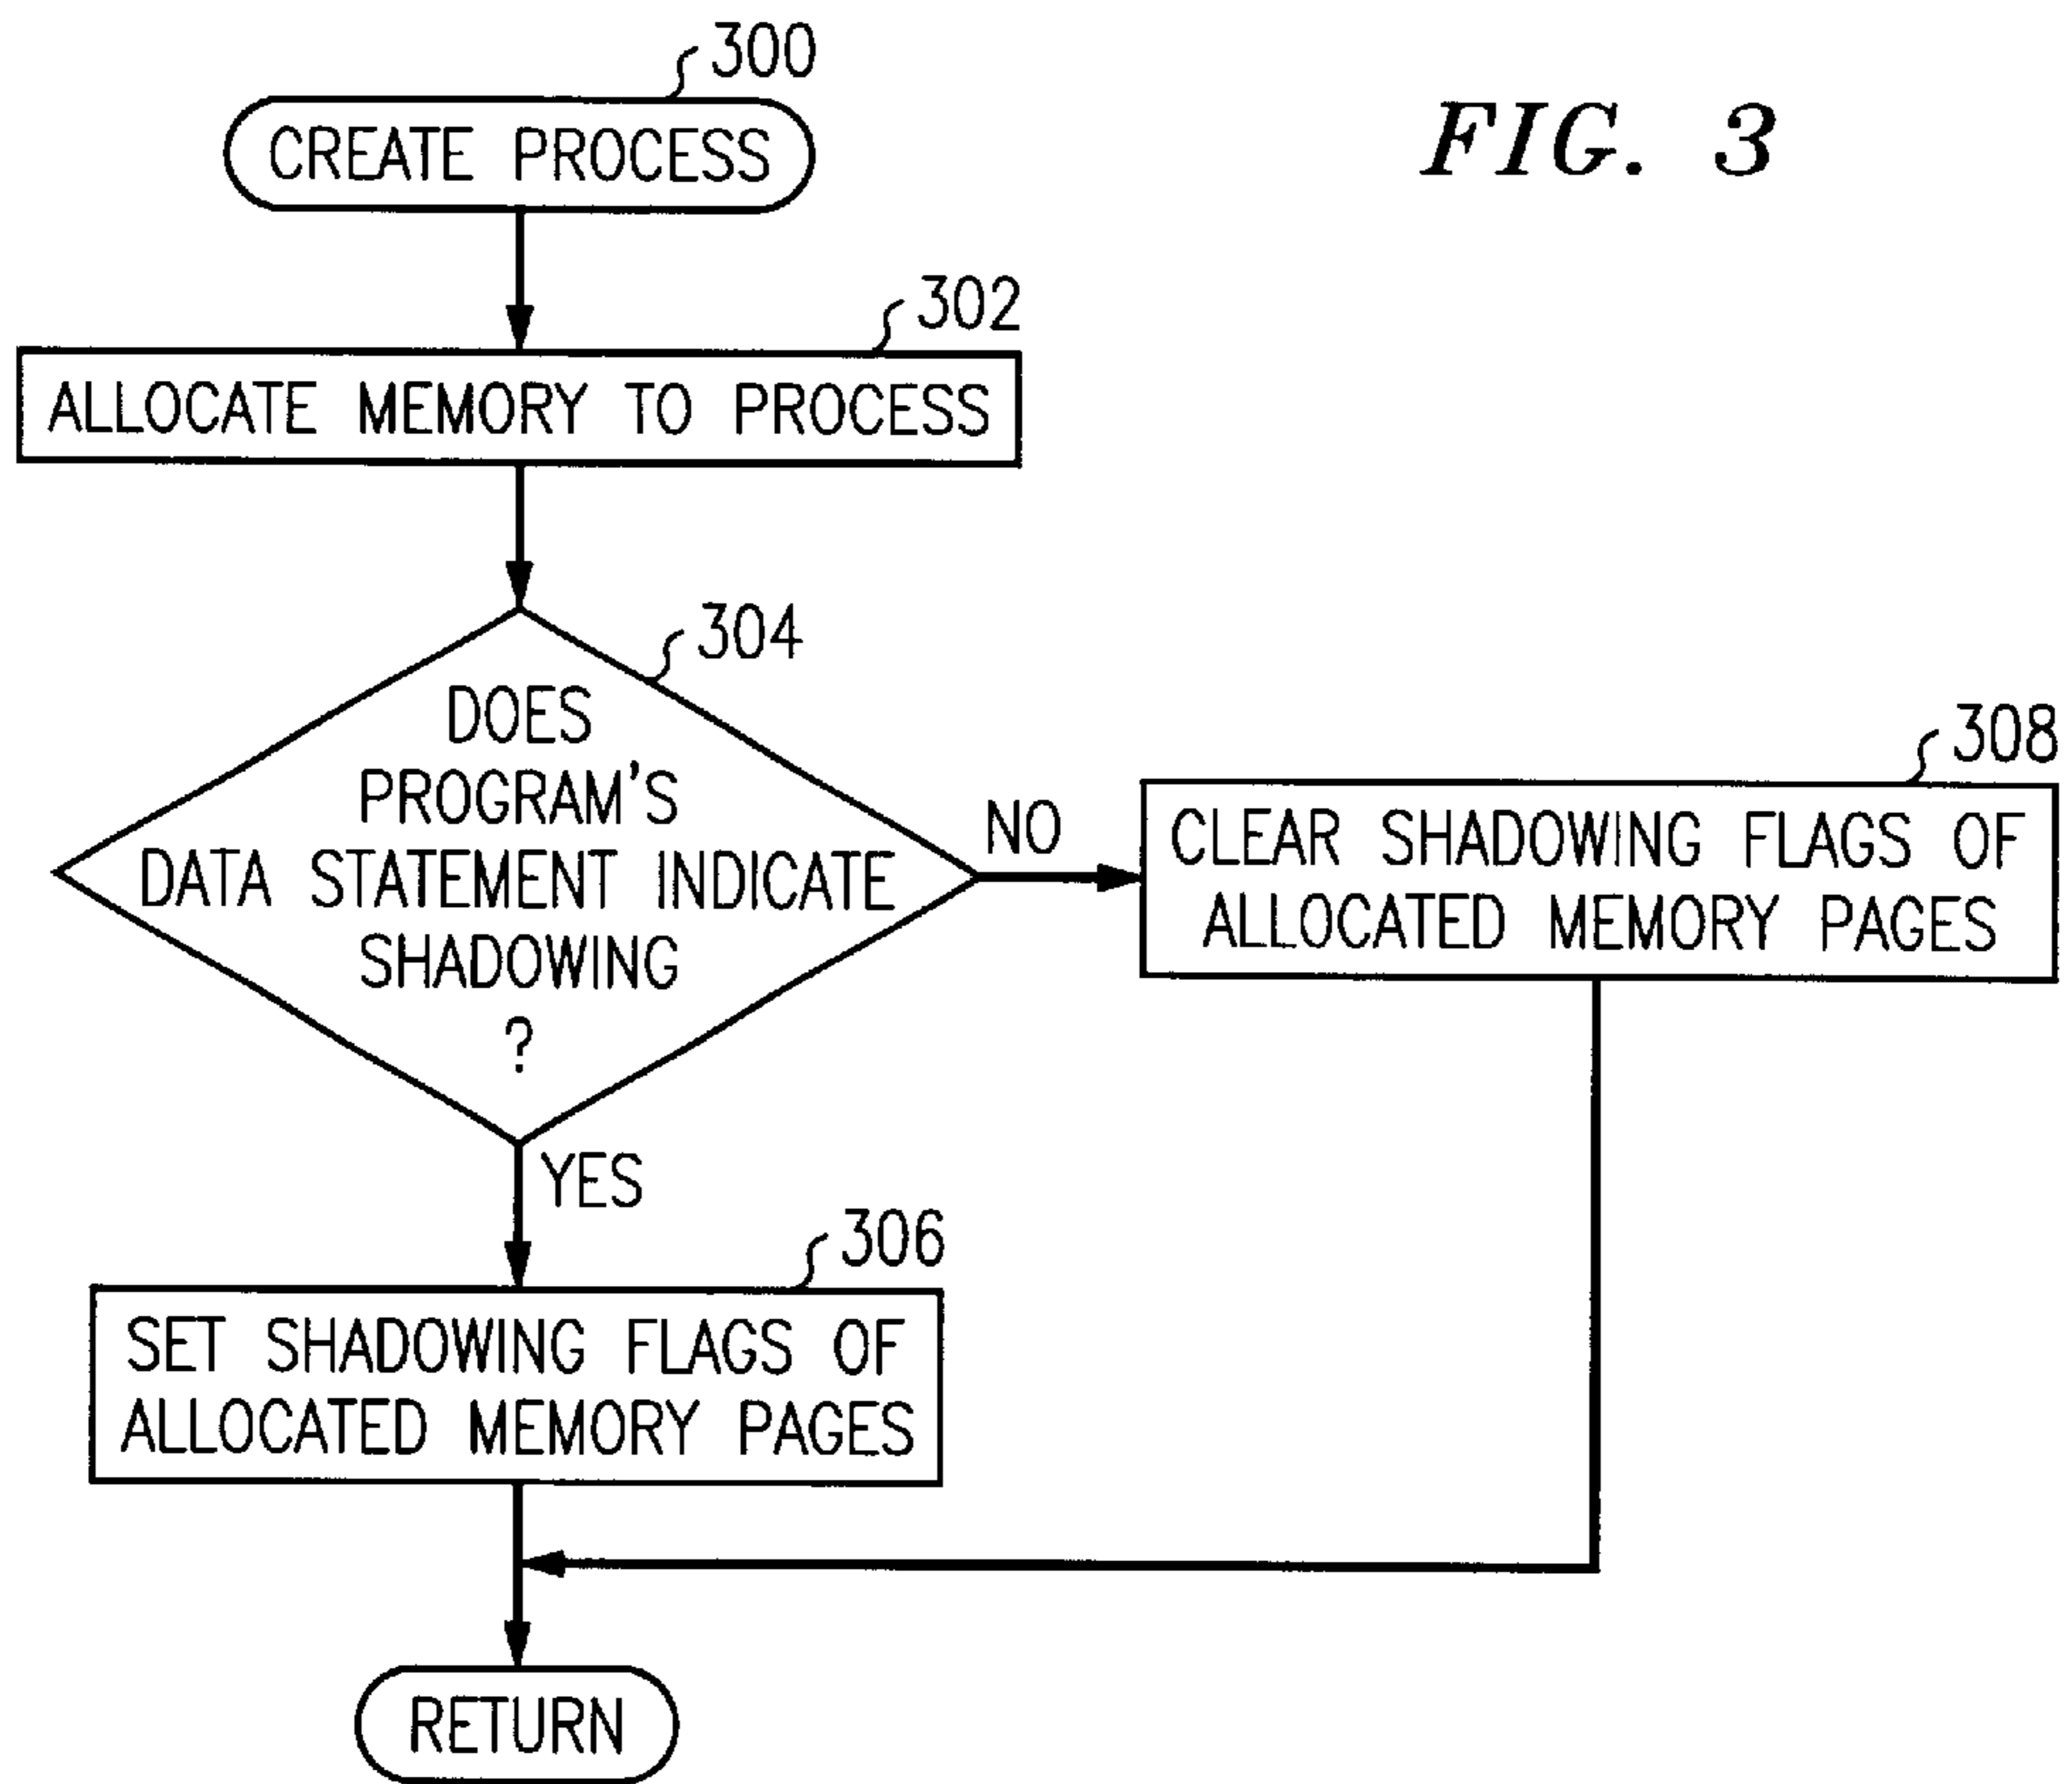 300
FIG. 3
CREATE PROCESS
302
ALLOCATE MEMORY TO PROCESS
304
DOES
PROGRAM'S
DATA STATEMENT INDICATE
SHADOWING
?
NO
308
CLEAR SHADOWING FLAGS OF
ALLOCATED MEMORY PAGES
YES
306
SET SHADOWING FLAGS OF
ALLOCATED MEMORY PAGES
RETURN